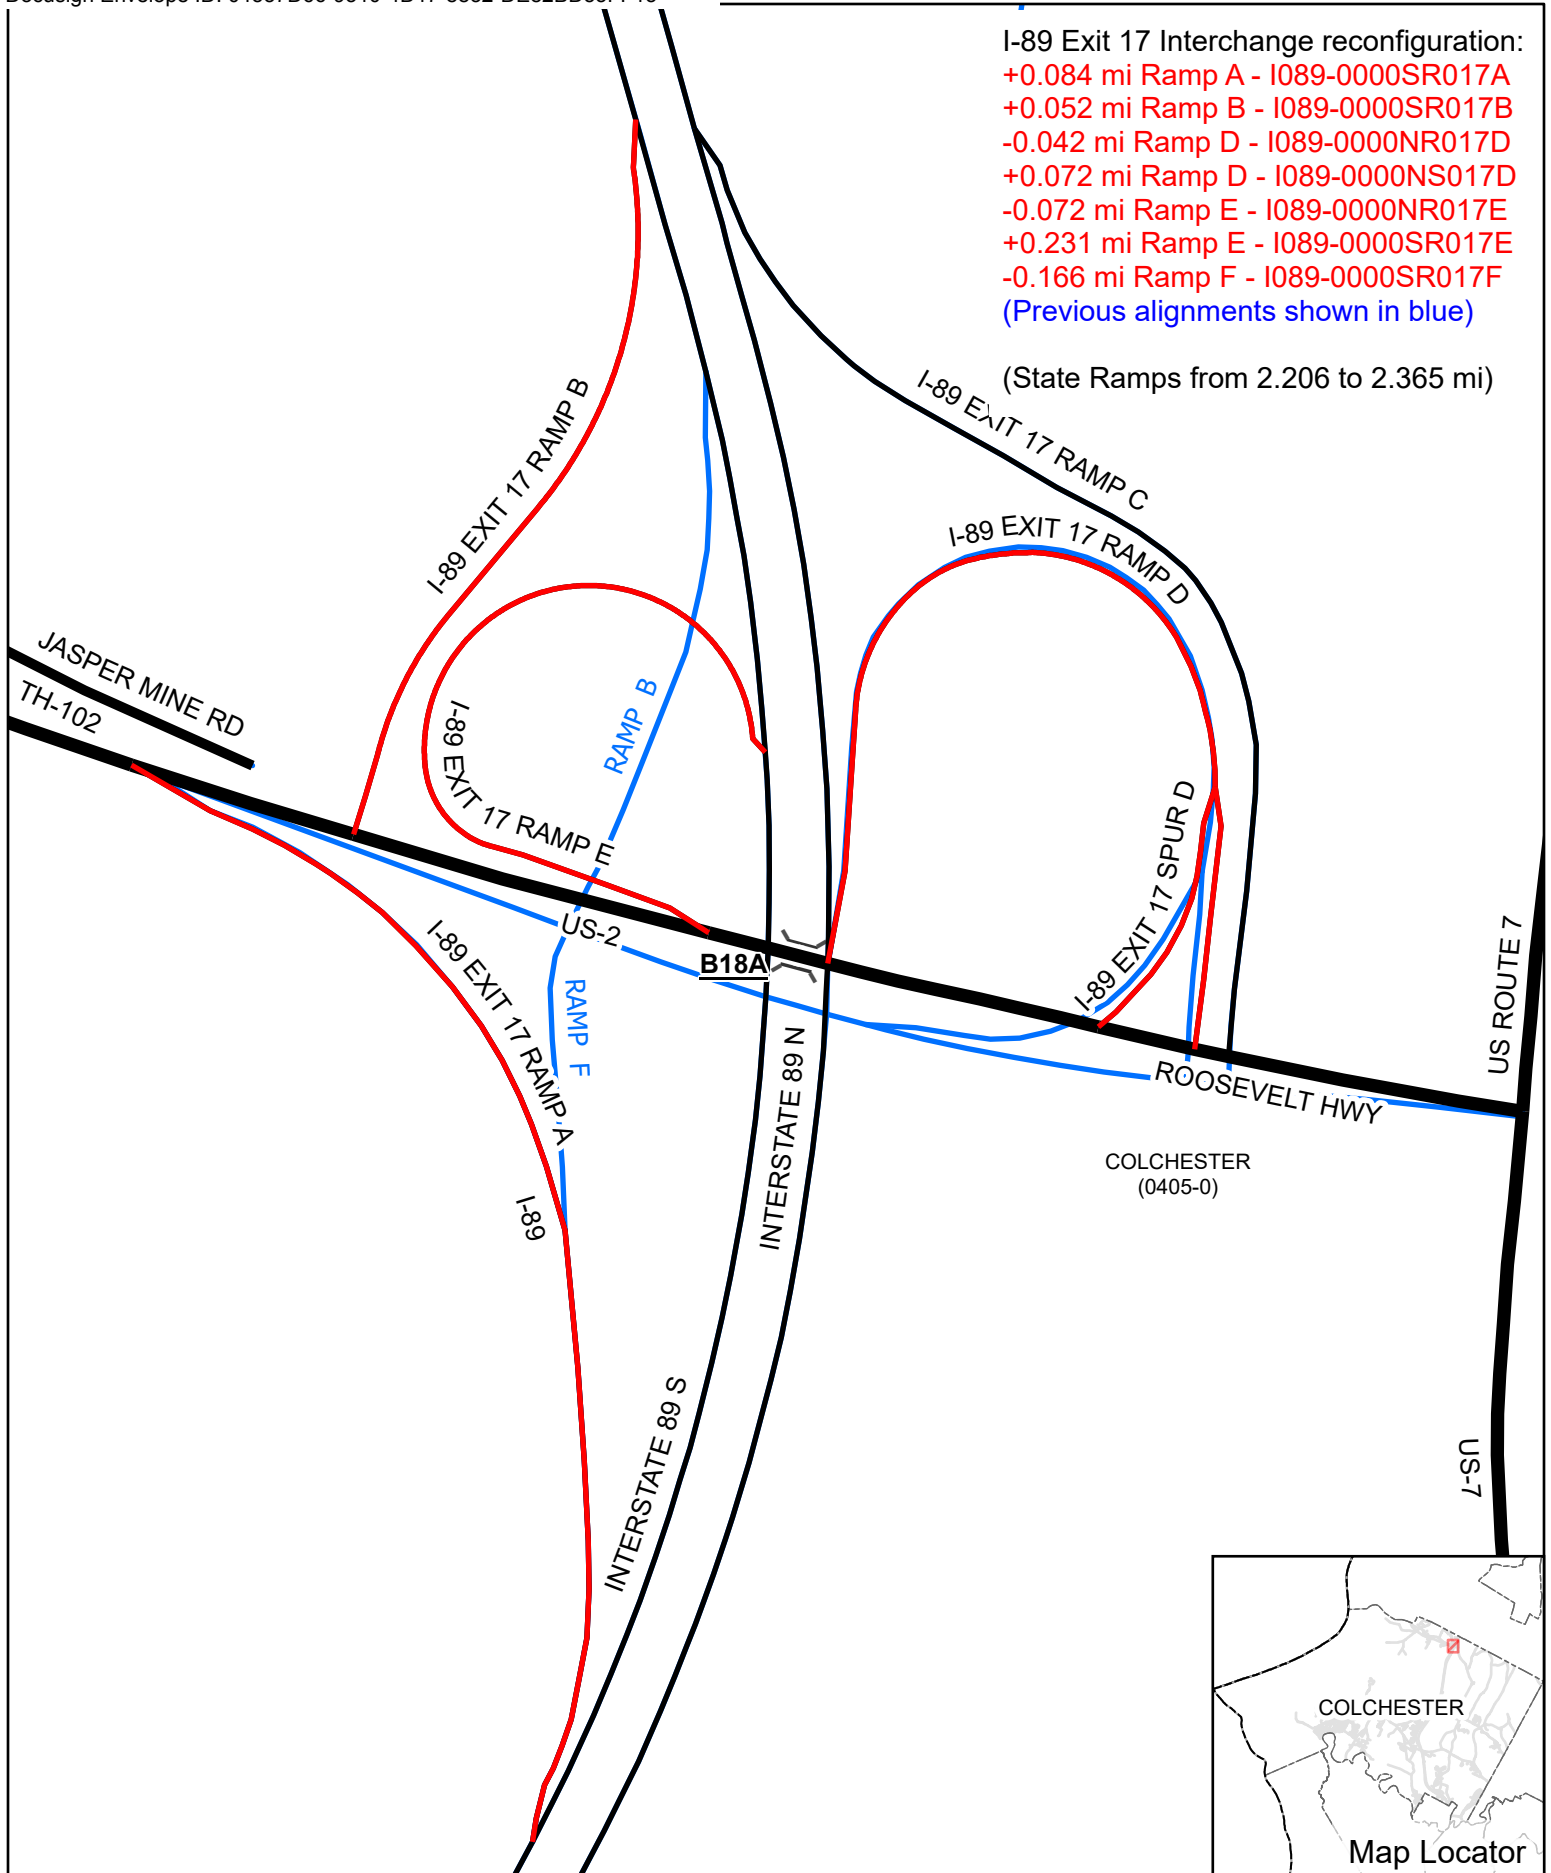 I-89 Exit 17 Interchange reconfiguration:
+0.084 mi Ramp A - I089-0000SR017A
+0.052 mi Ramp B - I089-0000SR017B
-0.042 mi Ramp D - I089-0000NR017D
+0.072 mi Ramp D - I089-0000NS017D
-0.072 mi Ramp E - I089-0000NR017E
+0.231 mi Ramp E - I089-0000SR017E
-0.166 mi Ramp F - I089-0000SR017F
(Previous alignments shown in blue)
(State Ramps from 2.206 to 2.365 mi)
I-89 EXIT 17 RAMP B
I-89 EXIT 17 RAMP C
I-89 EXIT 17 RAMP D
JASPER MINE RD
TH-102
RAMP B
I-89 EXIT 17 RAMP E
I-89 EXIT 17 SPUR D
US-2
B18A
US ROUTE 7
I-89 EXIT 17 RAMP A
RAMP F
INTERSTATE 89 N
ROOSEVELT HWY
COLCHESTER
(0405-0)
I-89
INTERSTATE 89 S
US-7
COLCHESTER
Map Locator